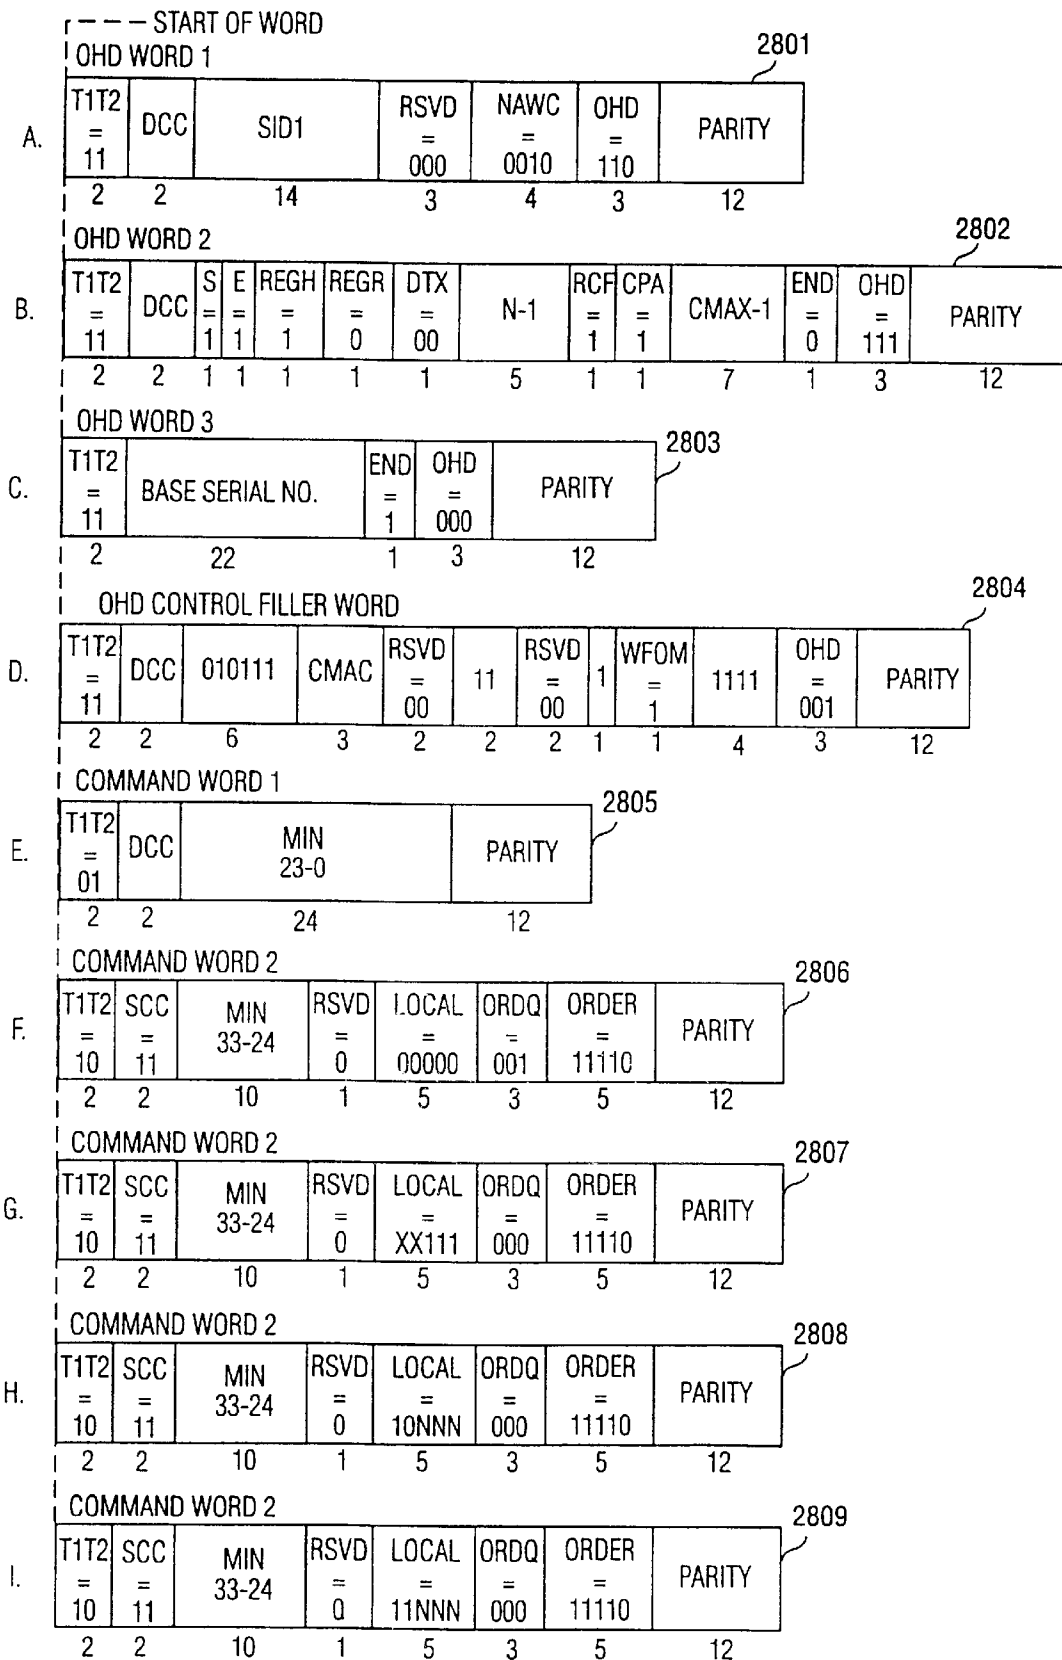 START OF WORD
OHD WORD 1
2801
A.
T1T2 = 11 DCC SID1 RSVD = 000 NAWC = 0010 OHD = 110 PARITY
2 2 14 3 4 3 12
OHD WORD 2
2802
B.
T1T2 = 11 DCC S = 1 E = 1 REGH = 1 REGR = 0 DTX = 00 N-1 RCF = 1 CPA = 1 CMAX-1 END = 0 OHD = 111 PARITY
2 2 1 1 1 1 1 5 1 1 7 1 3 12
OHD WORD 3
2803
C.
T1T2 = 11 BASE SERIAL NO. END = 1 OHD = 000 PARITY
2 22 1 3 12
OHD CONTROL FILLER WORD
2804
D.
T1T2 = 11 DCC 010111 CMAC RSVD = 00 11 RSVD = 00 1 WFOM = 1 1111 OHD = 001 PARITY
2 2 6 3 2 2 2 1 1 4 3 12
COMMAND WORD 1
2805
E.
T1T2 = 01 DCC MIN 23-0 PARITY
2 2 24 12
COMMAND WORD 2
2806
F.
T1T2 = 10 SCC = 11 MIN 33-24 RSVD = 0 LOCAL = 00000 ORDQ = 001 ORDER = 11110 PARITY
2 2 10 1 5 3 5 12
COMMAND WORD 2
2807
G.
T1T2 = 10 SCC = 11 MIN 33-24 RSVD = 0 LOCAL = XX111 ORDQ = 000 ORDER = 11110 PARITY
2 2 10 1 5 3 5 12
COMMAND WORD 2
2808
H.
T1T2 = 10 SCC = 11 MIN 33-24 RSVD = 0 LOCAL = 10NNN ORDQ = 000 ORDER = 11110 PARITY
2 2 10 1 5 3 5 12
COMMAND WORD 2
2809
I.
T1T2 = 10 SCC = 11 MIN 33-24 RSVD = 0 LOCAL = 11NNN ORDQ = 000 ORDER = 11110 PARITY
2 2 10 1 5 3 5 12